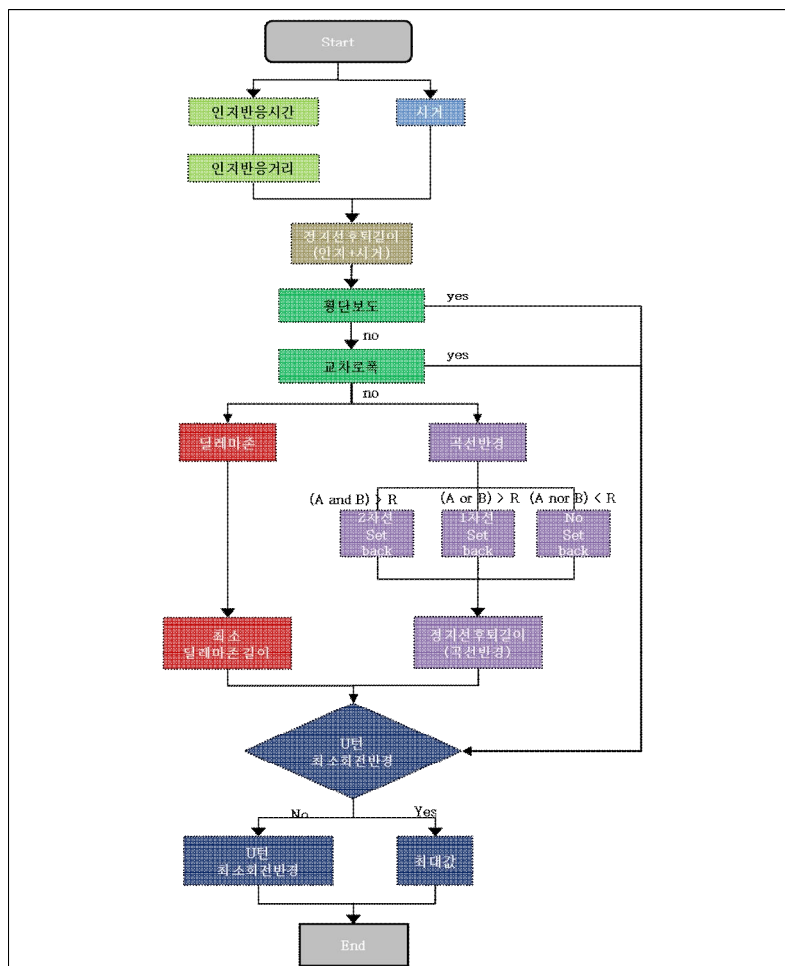 Start
인지반응시간
시거
인지반응거리
정지선후퇴길이
(인지+시거)
횡단보도
yes
no
교차로폭
yes
no
딜레마존
곡선반경
(A and B) > R
(A or B) > R
(A nor B) < R
2차선
Set
back
1차선
Set
back
No
Set
back
최소
딜레마존길이
정지선후퇴길이
(곡선반경)
U턴
최소회전반경
No
Yes
U턴
최소회전반경
최대값
End